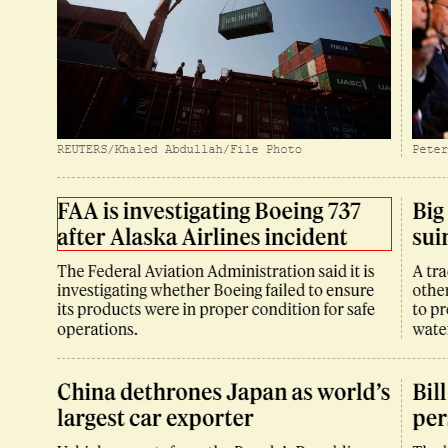 REUTERS/Khaled Abdullah/File Photo
Peter
FAA is investigating Boeing 737
after Alaska Airlines incident
The Federal Aviation Administration said it is
investigating whether Boeing failed to ensure
its products were in proper condition for safe
operations.
Big
A tra
other
to pr
China dethrones Japan as world’s
largest car exporter
Bill
per